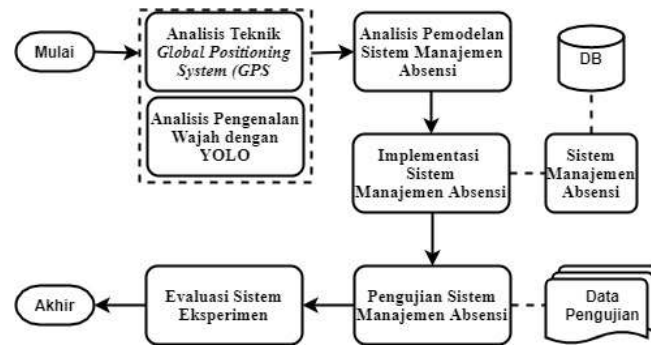 Mulai
Analisis Teknik
Global Positioning
System (GPS
Analisis Pengenalan
Wajah dengan
YOLO
Analisis Pemodelan
Sistem Manajemen
Absensi
DB
Implementasi
Sistem
Manajemen Absensi
Sistem
Manajemen
Absensi
Akhir
Evaluasi Sistem
Eksperimen
Pengujian Sistem
Manajemen Absensi
Data
Pengujian